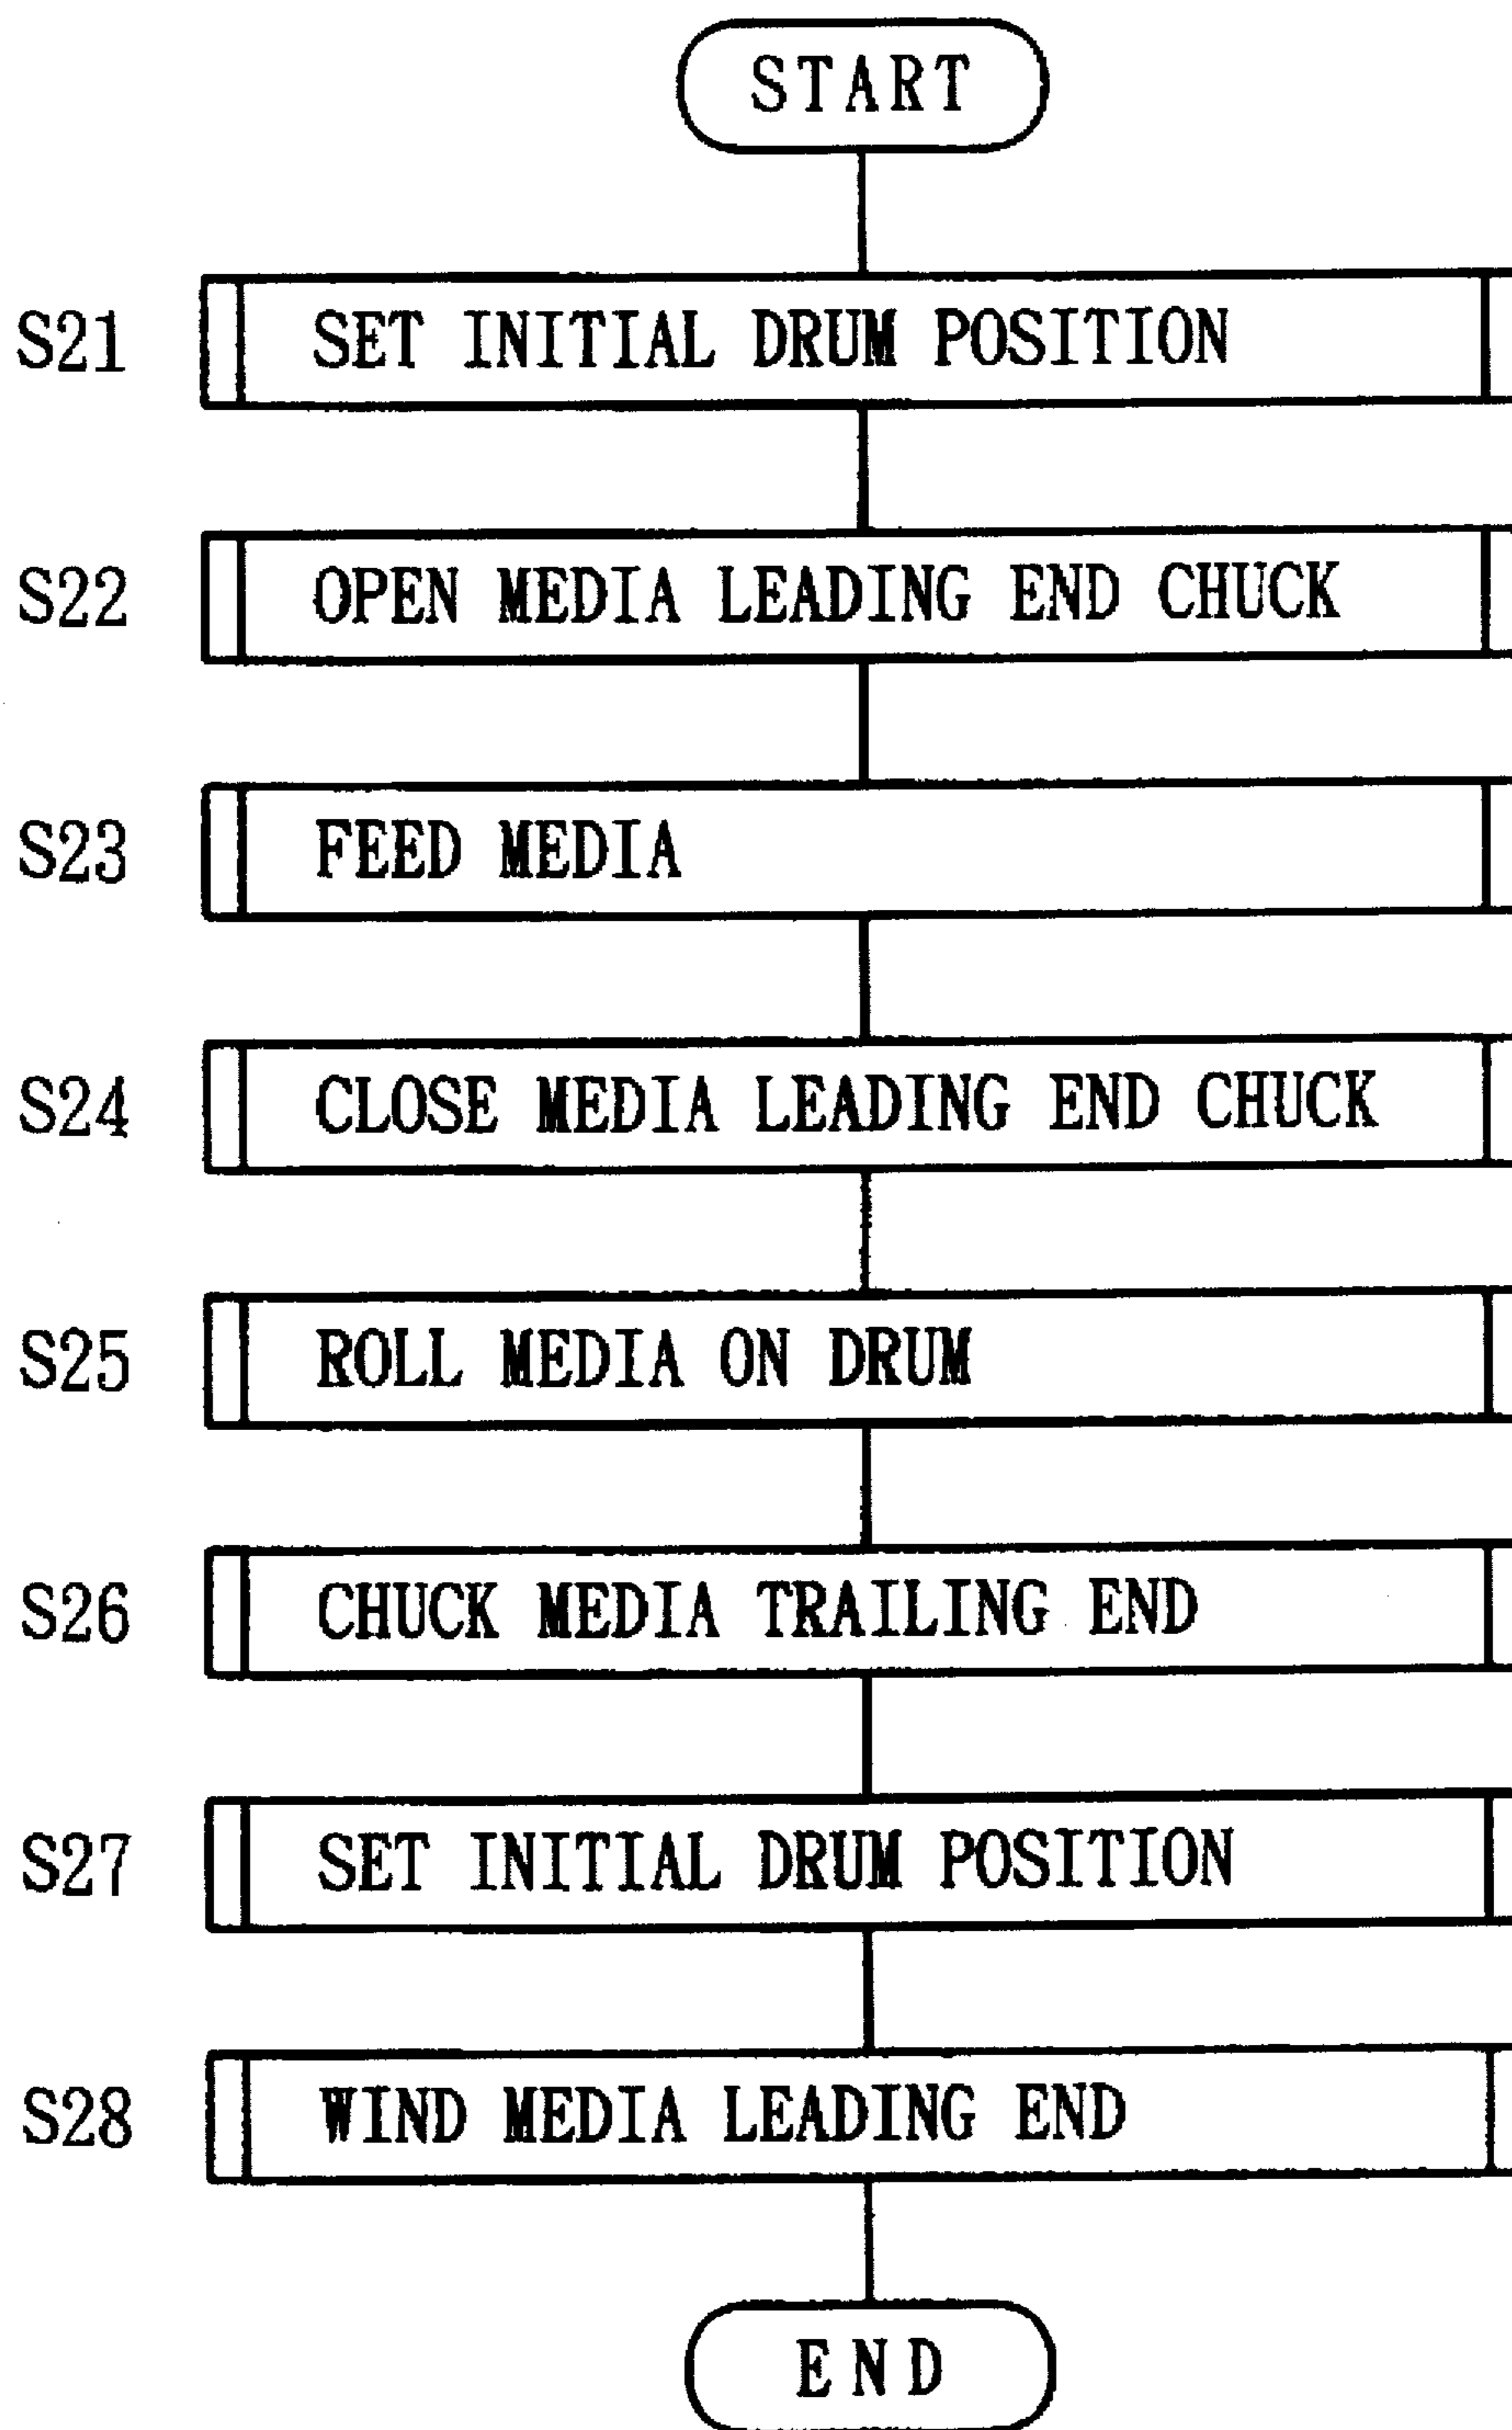 START
S21 SET INITIAL DRUM POSITION
S22 OPEN MEDIA LEADING END CHUCK
S23 FEED MEDIA
S24 CLOSE MEDIA LEADING END CHUCK
S25 ROLL MEDIA ON DRUM
S26 CHUCK MEDIA TRAILING END
S27 SET INITIAL DRUM POSITION
S28 WIND MEDIA LEADING END
END